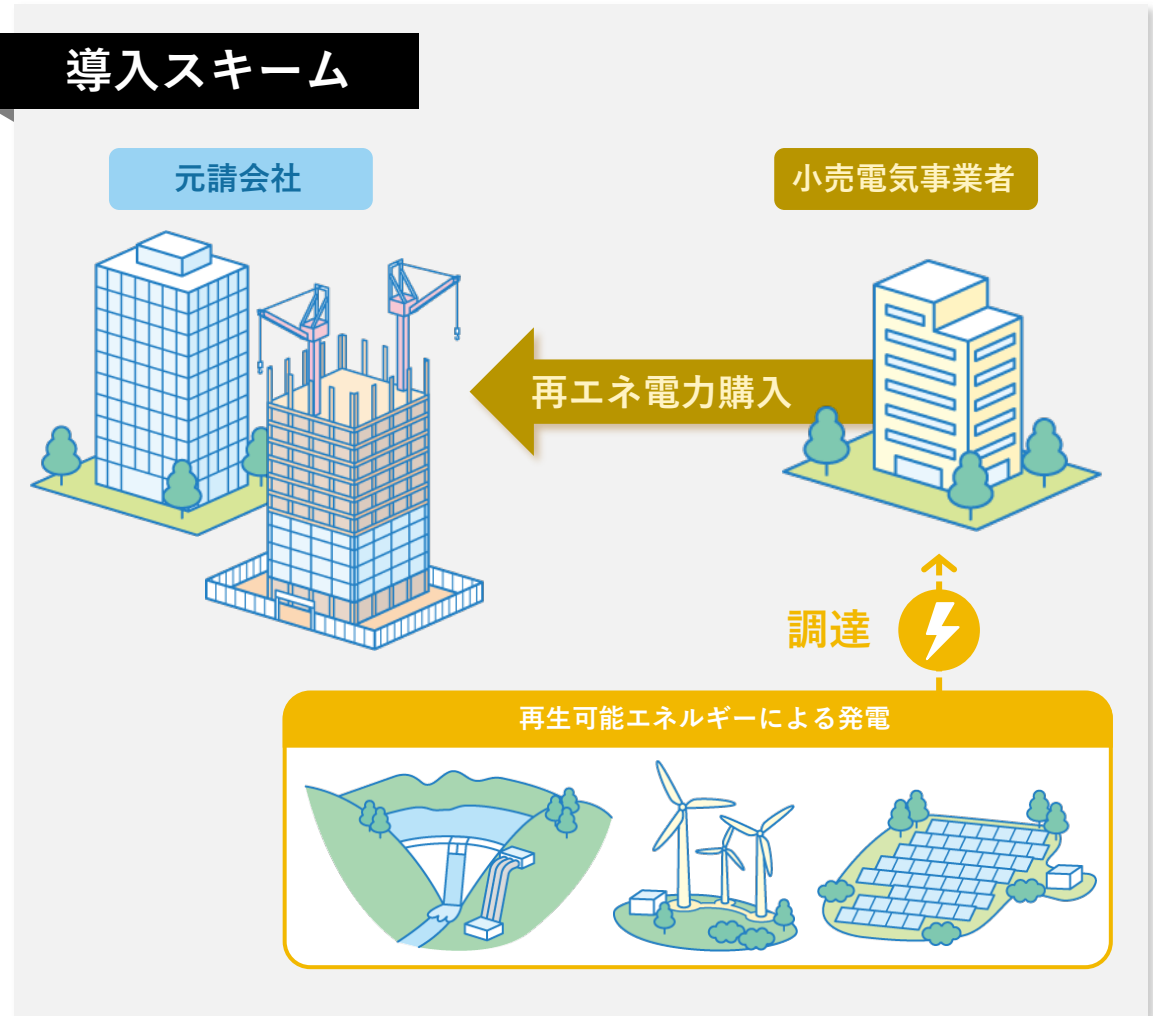 導入スキーム
元請会社
小売電気事業者
再エネ電力購入
調達
再生可能エネルギーによる発電